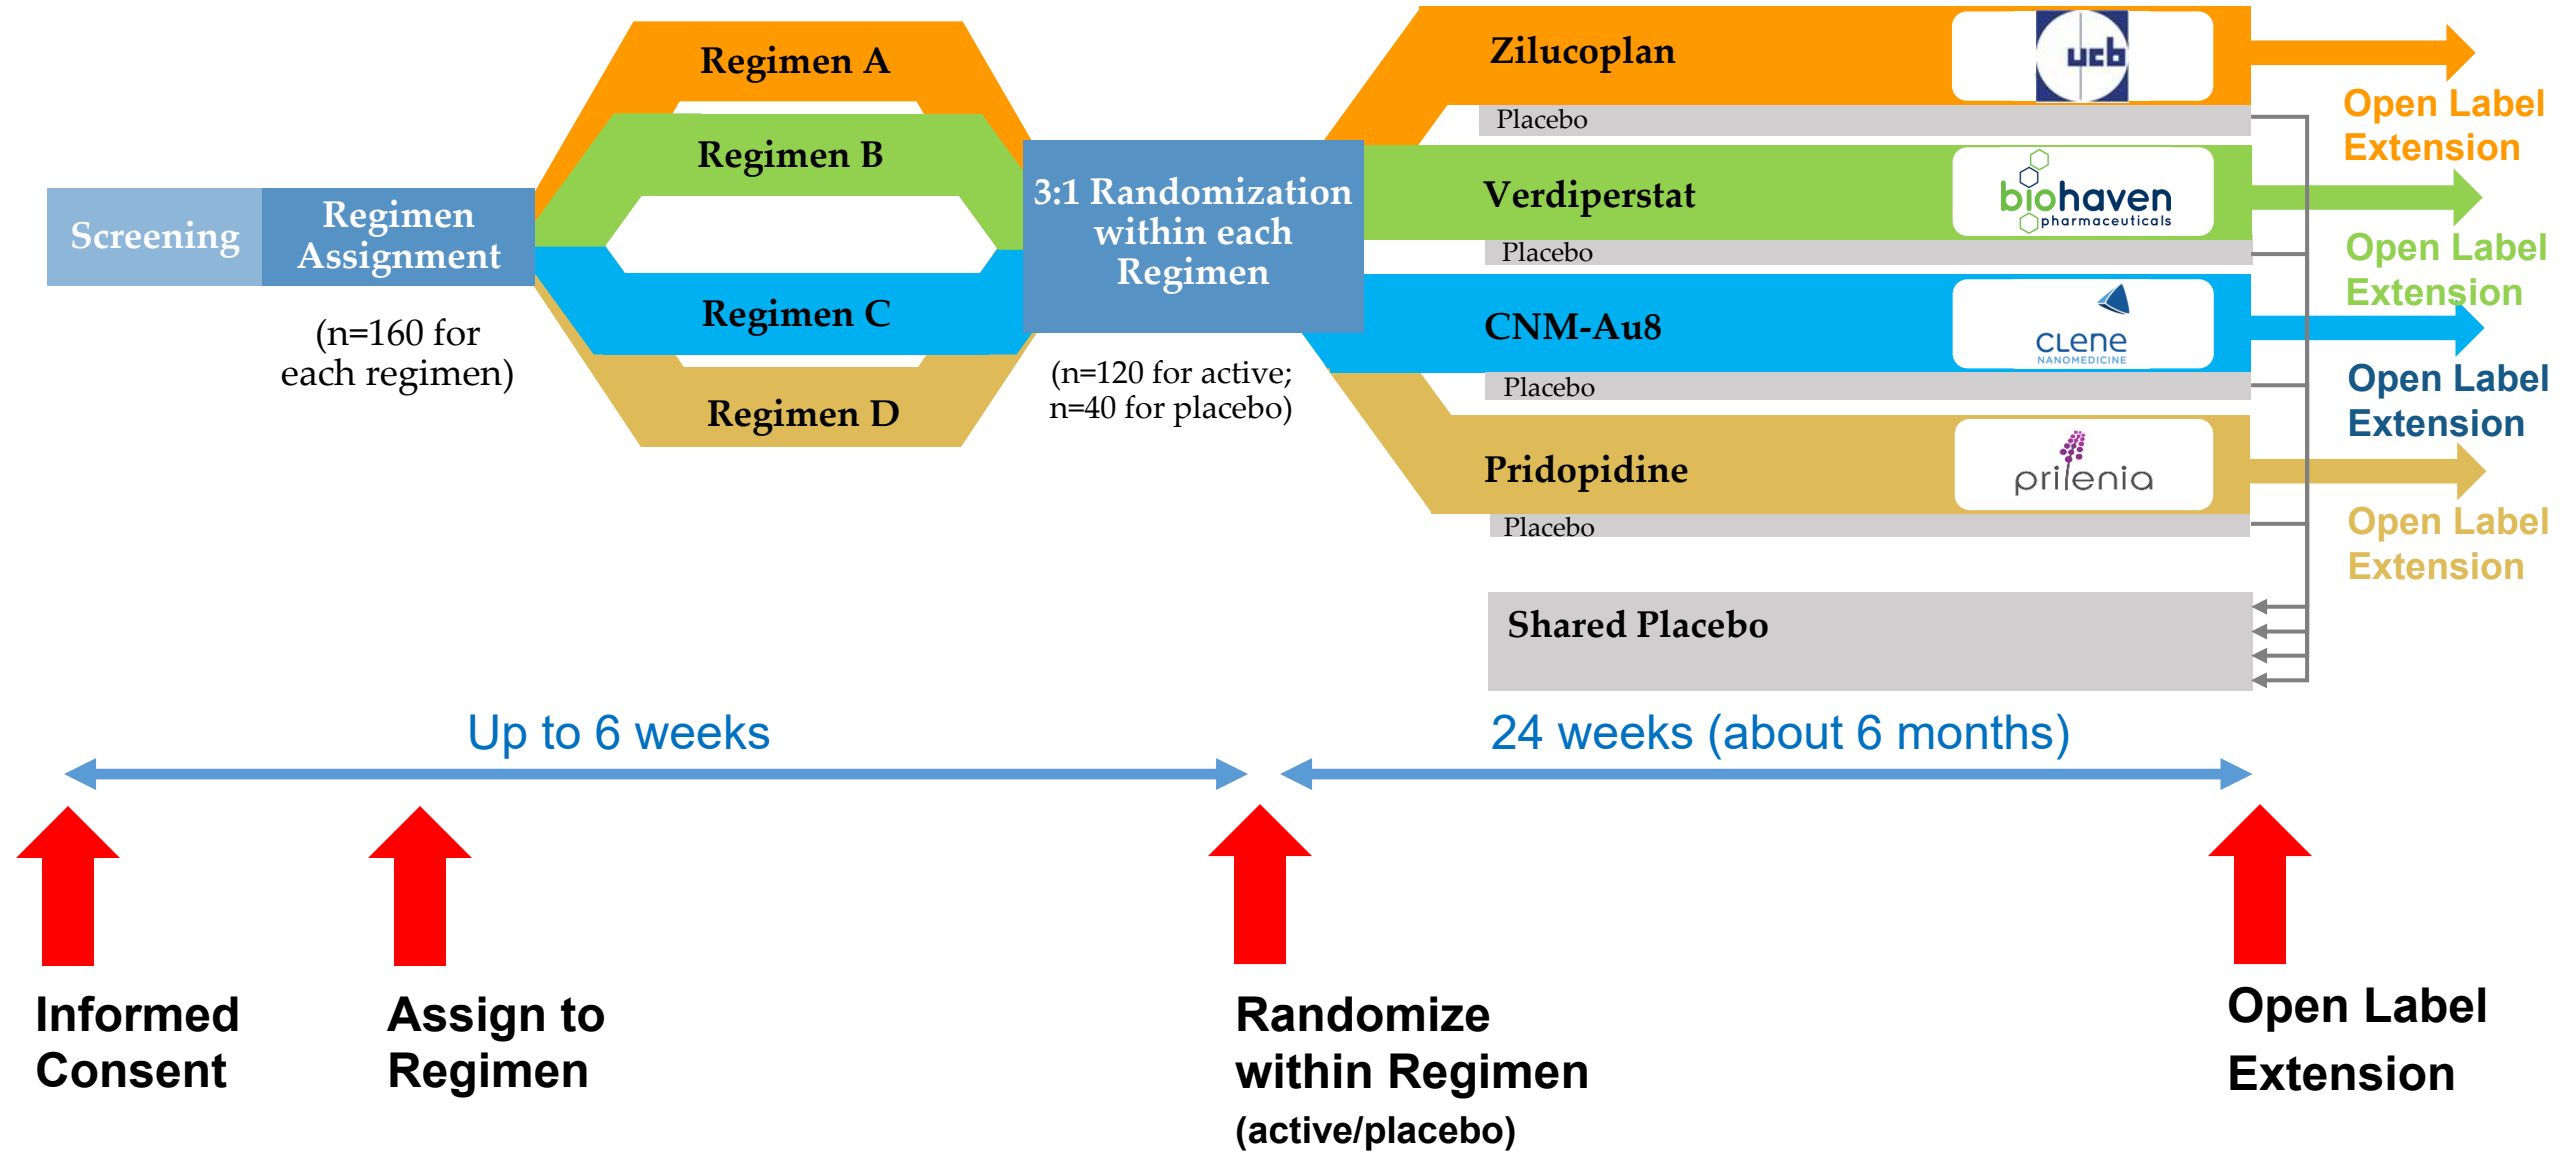 Screening
Regimen
Assignment
(n=160 for
each regimen)
Regimen A
Regimen B
Regimen C
Regimen D
3:1 Randomization
within each
Regimen
(n=120 for active;
n=40 for placebo)
Zilucoplan
ucb
Placebo
Verdiperstat
biohaven
pharmaceuticals
Placebo
CNM-Au8
CLENE
NANOMEDICINE
Placebo
Pridopidine
prilenia
Placebo
Shared Placebo
Open Label
Extension
Open Label
Extension
Open Label
Extension
Open Label
Extension
Up to 6 weeks
24 weeks (about 6 months)
Informed
Consent
Assign to
Regimen
Randomize
within Regimen
(active/placebo)
Open Label
Extension